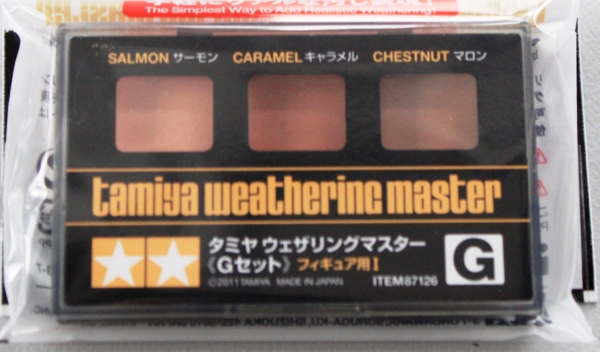 The Simplest Way to Add Realistic Weathering!
SALMON サーモン CARAMEL キャラメル CHESTNUT マロン
tamiya weathering master
タミヤ ウェザリングマスター
《Gセット》 フィギュア用I
G
©2011 TAMIYA MADE IN JAPAN ITEM 87126